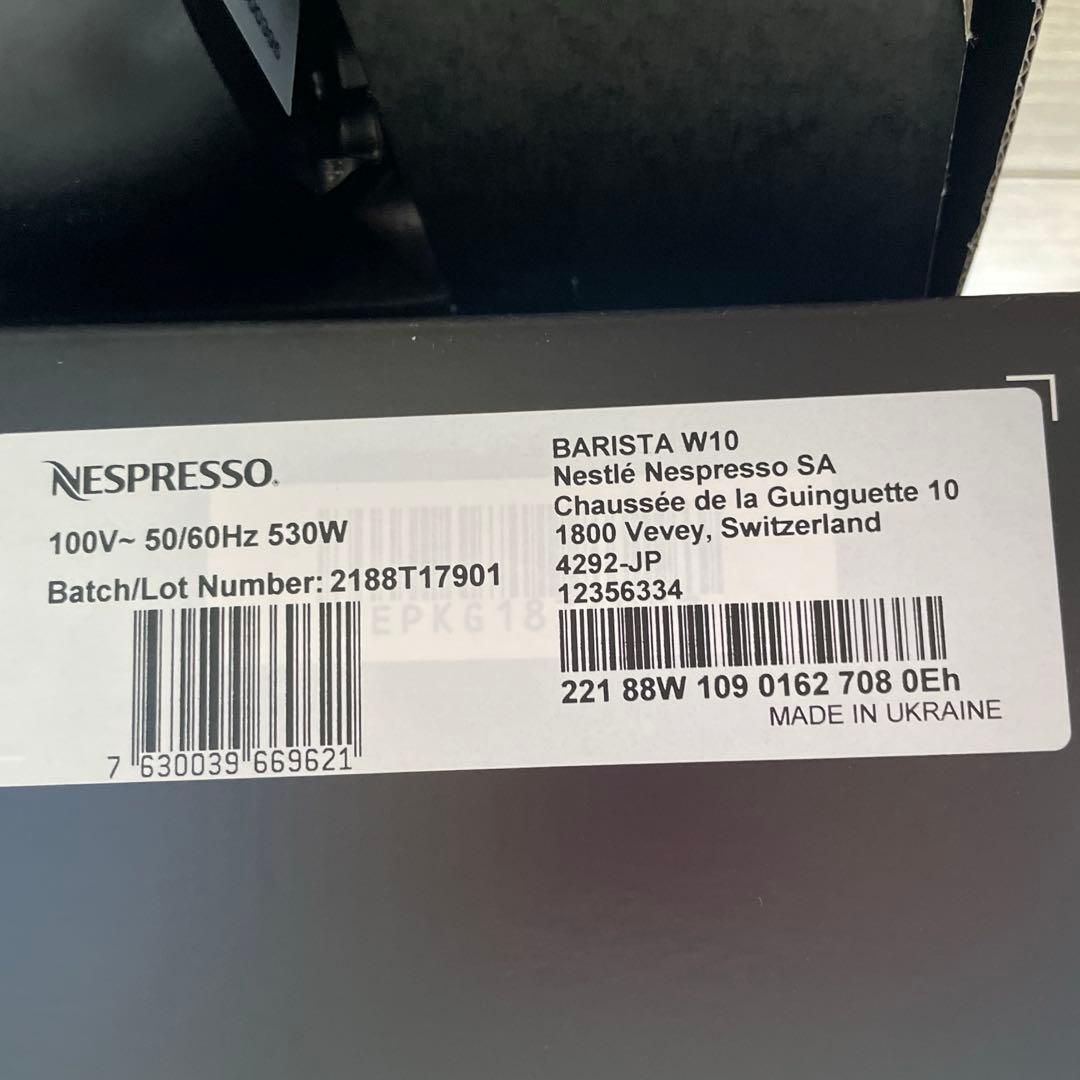 NESPRESSO.
100V~ 50/60Hz 530W
Batch/Lot Number: 2188T17901
7 630039 669621
BARISTA W10
Nestlé Nespresso SA
Chaussée de la Guinguette 10
1800 Vevey, Switzerland
4292-JP
12356334
221 88W 109 0162 708 0Eh
MADE IN UKRAINE
EPKG18